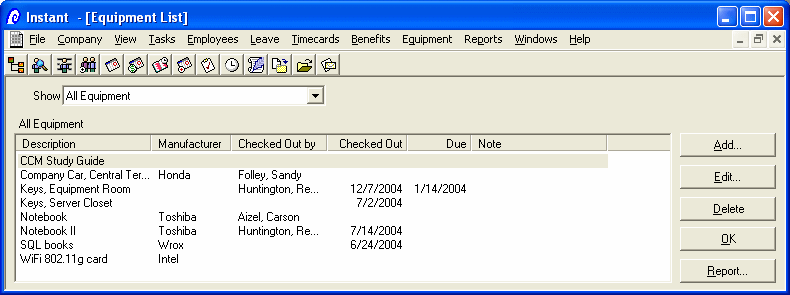 Instant - [Equipment List]
File Company View Tasks Employees Leave Timecards Benefits Equipment Reports Windows Help
Show All Equipment
All Equipment
Description Manufacturer Checked Out by Checked Out Due Note
CCM Study Guide
Company Car, Central Ter... Honda Folley, Sandy
Keys, Equipment Room Huntington, Re... 12/7/2004 1/14/2004
Keys, Server Closet 7/2/2004
Notebook Toshiba Aizel, Carson
Notebook II Toshiba Huntington, Re... 7/14/2004
SQL books Wrox 6/24/2004
WiFi 802.11g card Intel
Add...
Edit...
Delete
OK
Report...